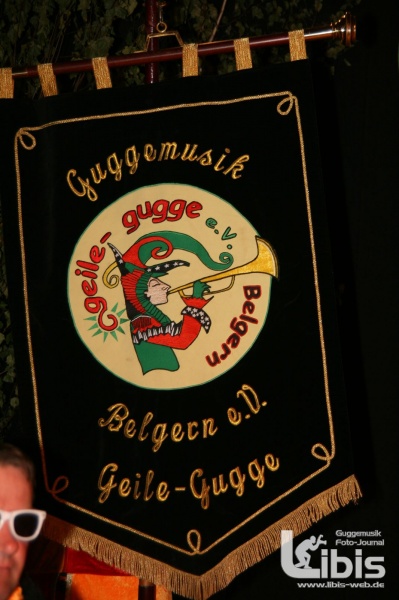 Guggemusik
geile-gugge e.V.
Belgern
Belgern e.V.
Geile-Gugge
Guggemusik
Foto-Journal
Libis
www.libis-web.de